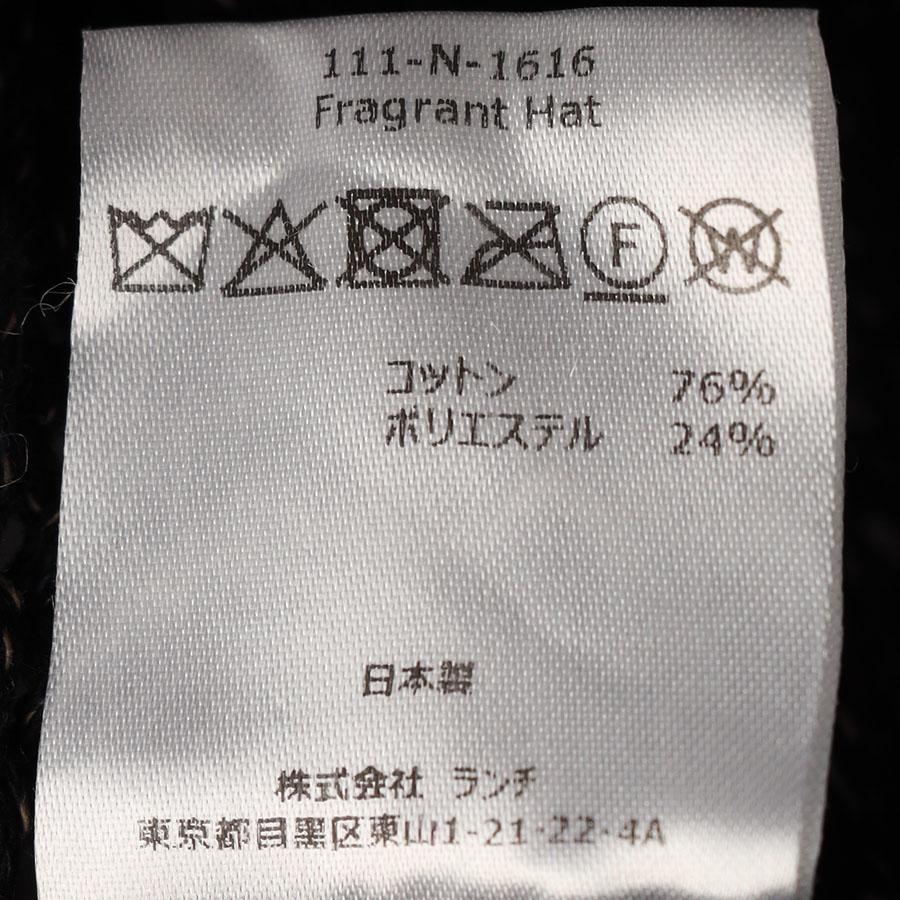 111-N-1616
Fragrant Hat
F W
コットン 76%
ポリエステル 24%
日本製
株式会社 ランチ
東京都目黒区東山1-21-22-4A